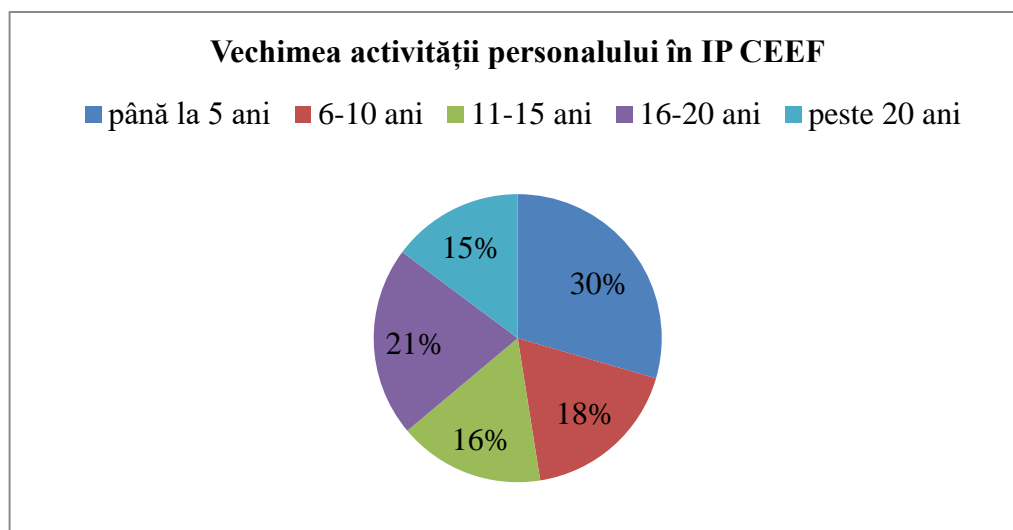 Vechimea activității personalului în IP CEEF
până la 5 ani 6-10 ani 11-15 ani 16-20 ani peste 20 ani
15%
30%
21%
18%
16%